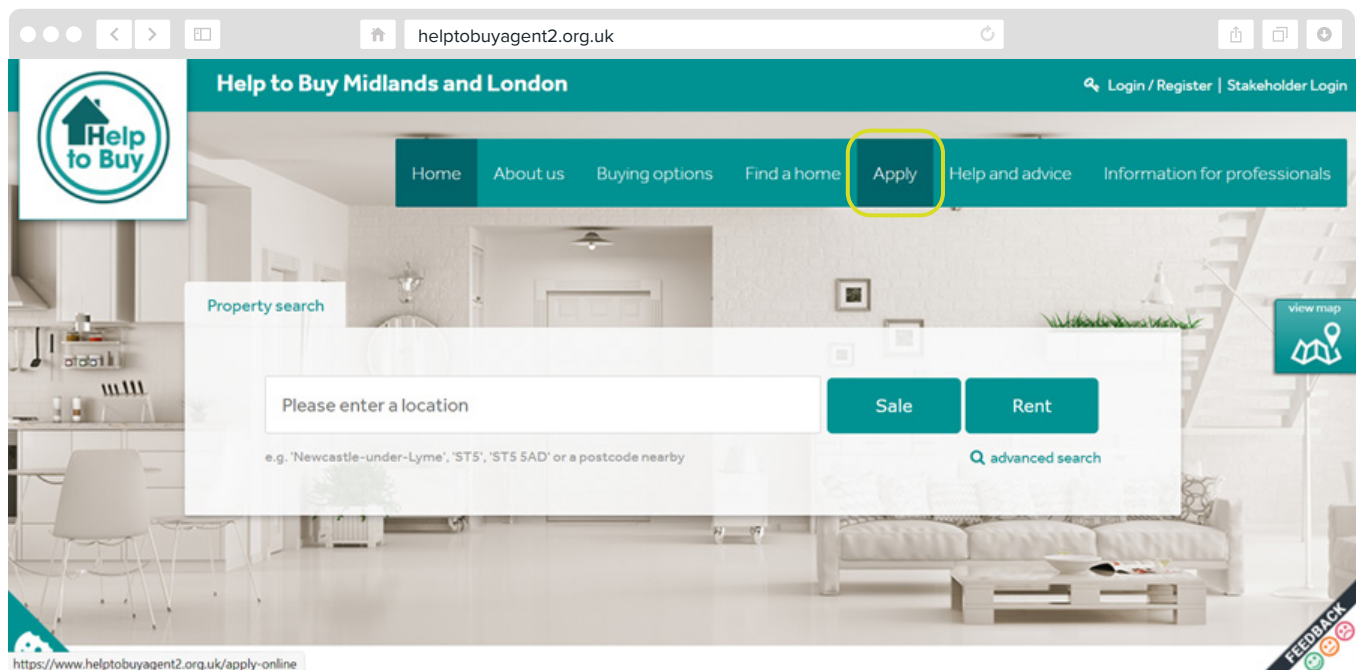 helptobuyagent2.org.uk
Help to Buy Midlands and London
Login / Register | Stakeholder Login
Help
to Buy
Home About us Buying options Find a home Apply Help and advice Information for professionals
Property search
view map
Please enter a location
Sale
Rent
e.g. 'Newcastle-under-Lyme', 'ST5', 'ST5 5AD' or a postcode nearby
advanced search
FEEDBACK
https://www.helptobuyagent2.org.uk/apply-online